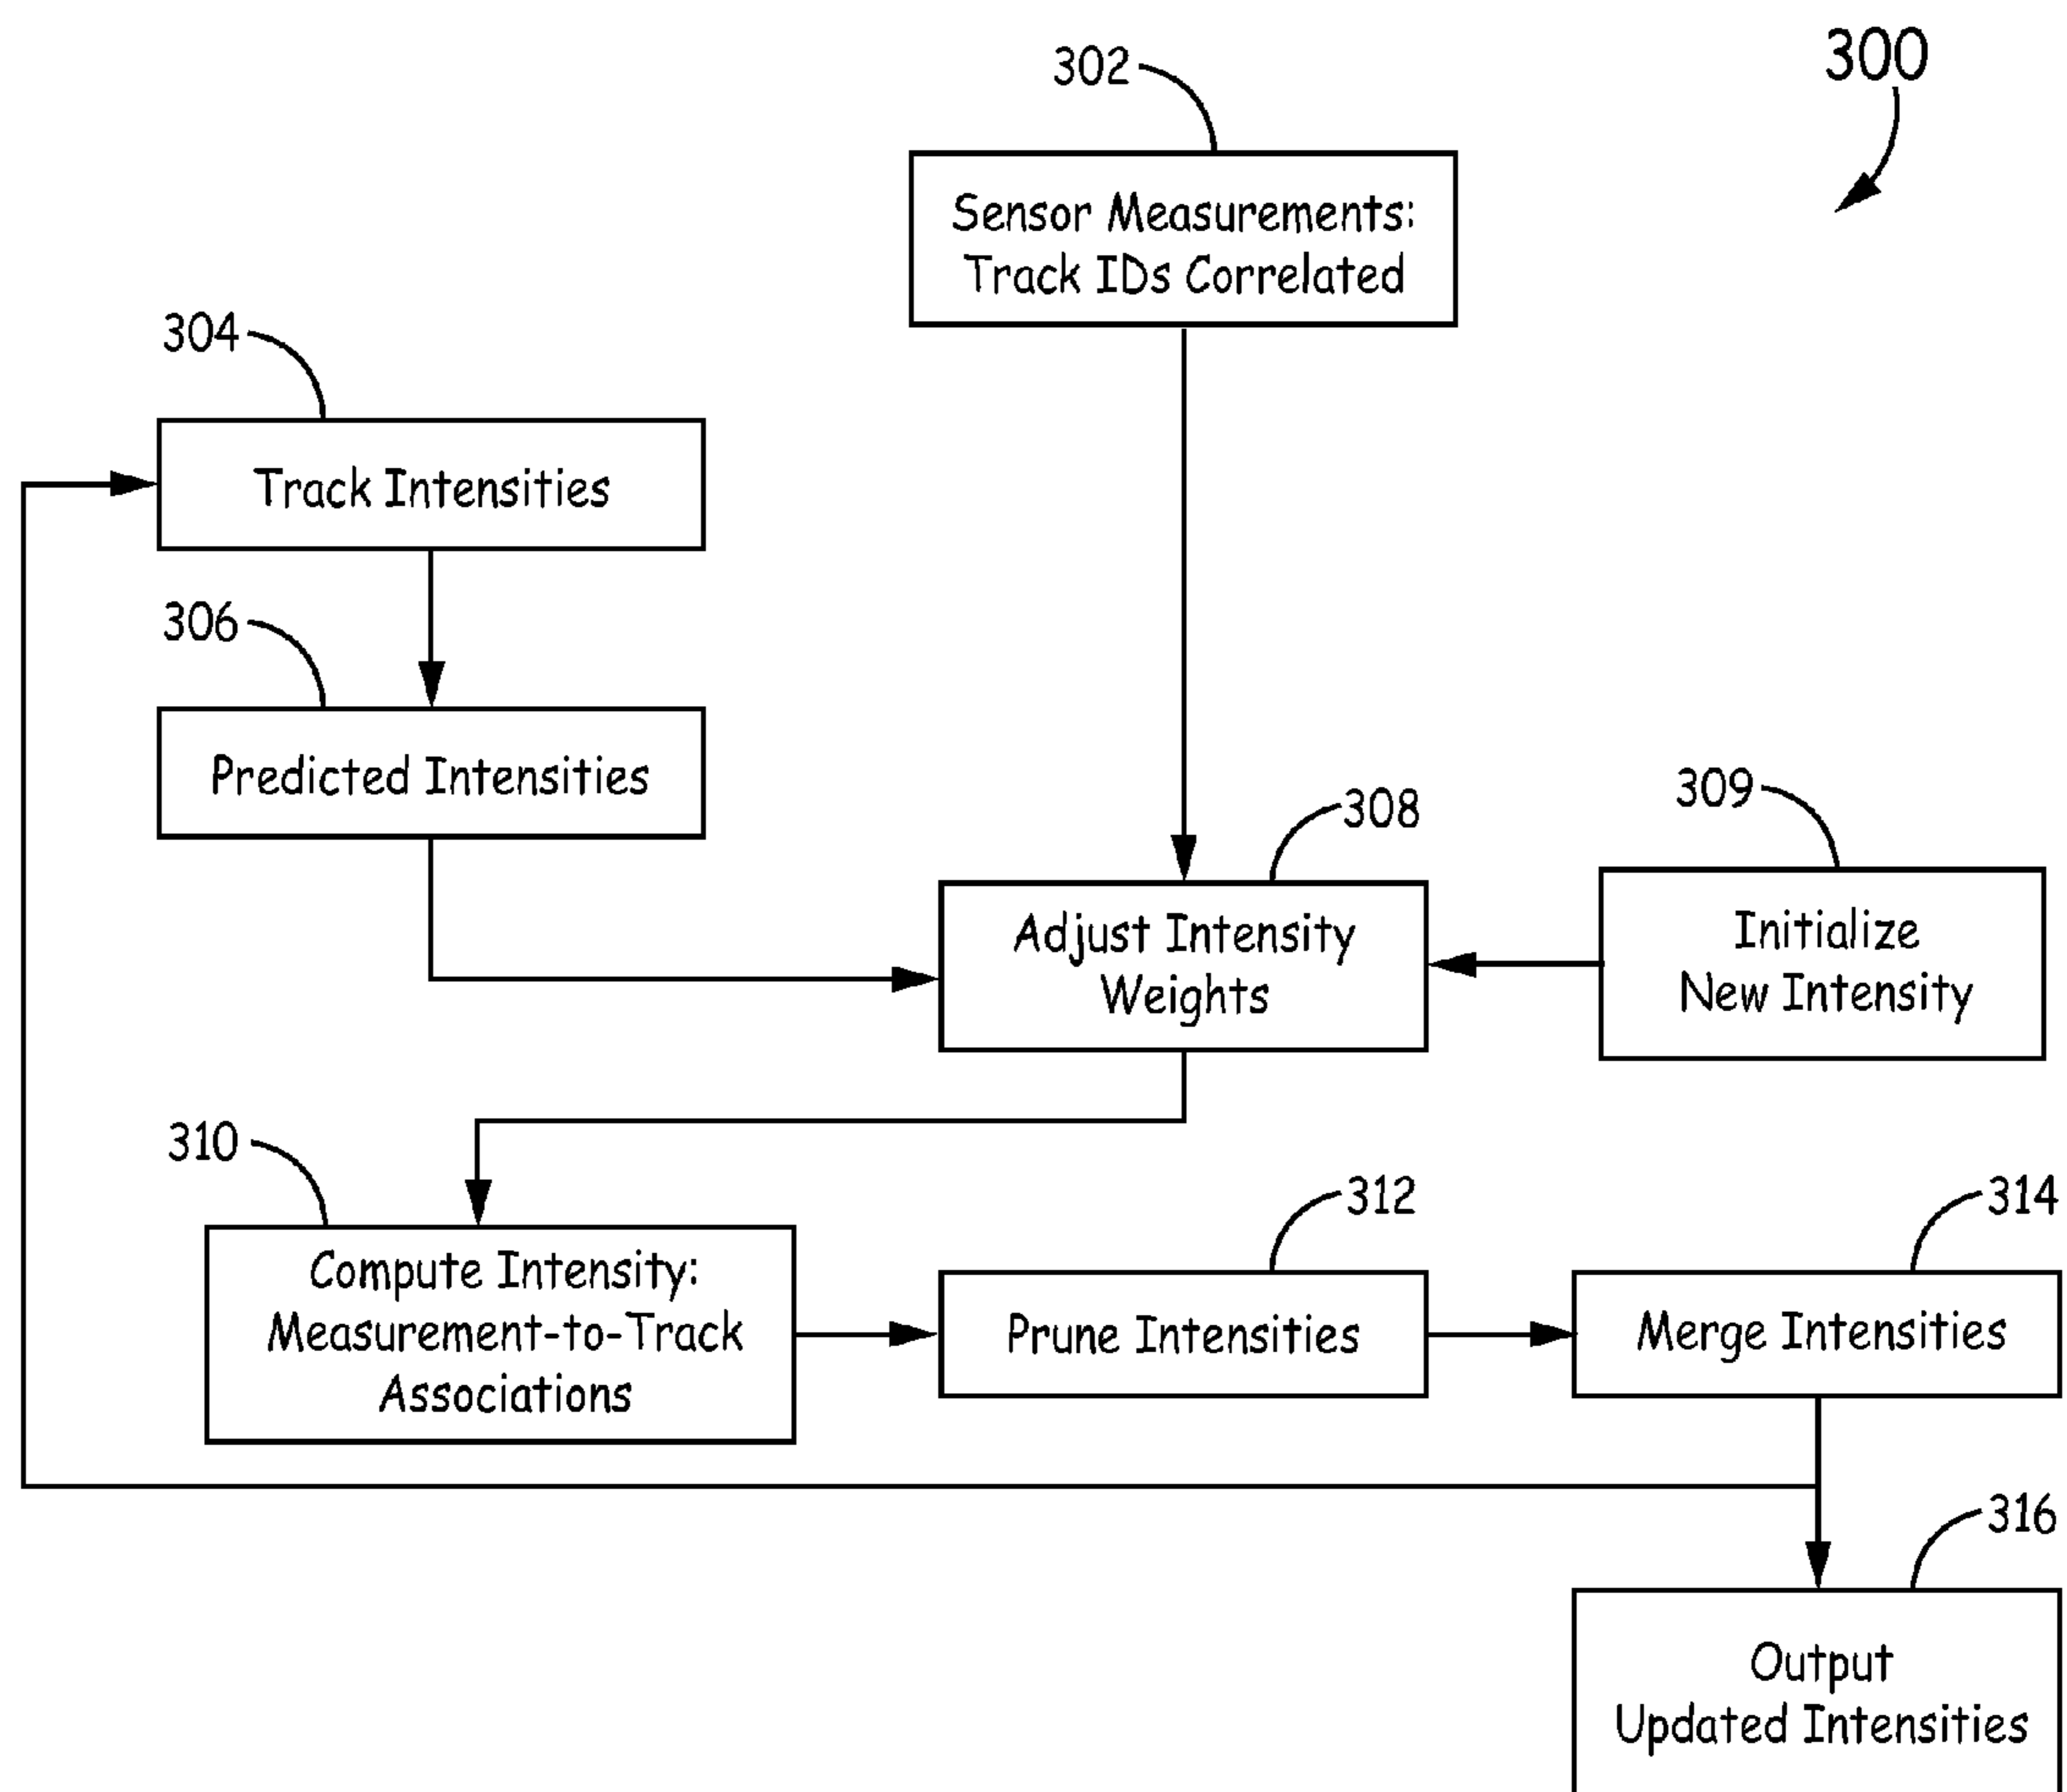 300
302
Sensor Measurements:
Track IDs Correlated
304
Track Intensities
306
Predicted Intensities
308
Adjust Intensity
Weights
309
Initialize
New Intensity
310
Compute Intensity:
Measurement-to-Track
Associations
312
Prune Intensities
314
Merge Intensities
316
Output
Updated Intensities